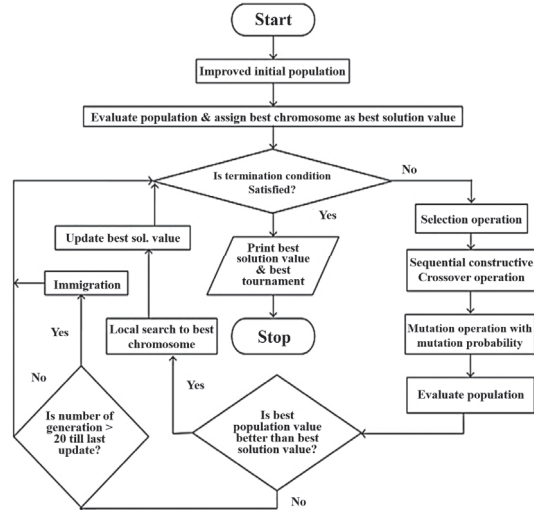 Start
Improved initial population
Evaluate population & assign best chromosome as best solution value
Is termination condition
Satisfied?
No
Yes
Selection operation
Update best sol. value
Print best
solution value
& best
tournament
Sequential constructive
Crossover operation
Immigration
Local search to best
chromosome
Stop
Mutation operation with
mutation probability
Yes
No
Yes
Evaluate population
Is number of
generation >
20 till last
update?
Is best
population value
better than best
solution value?
No